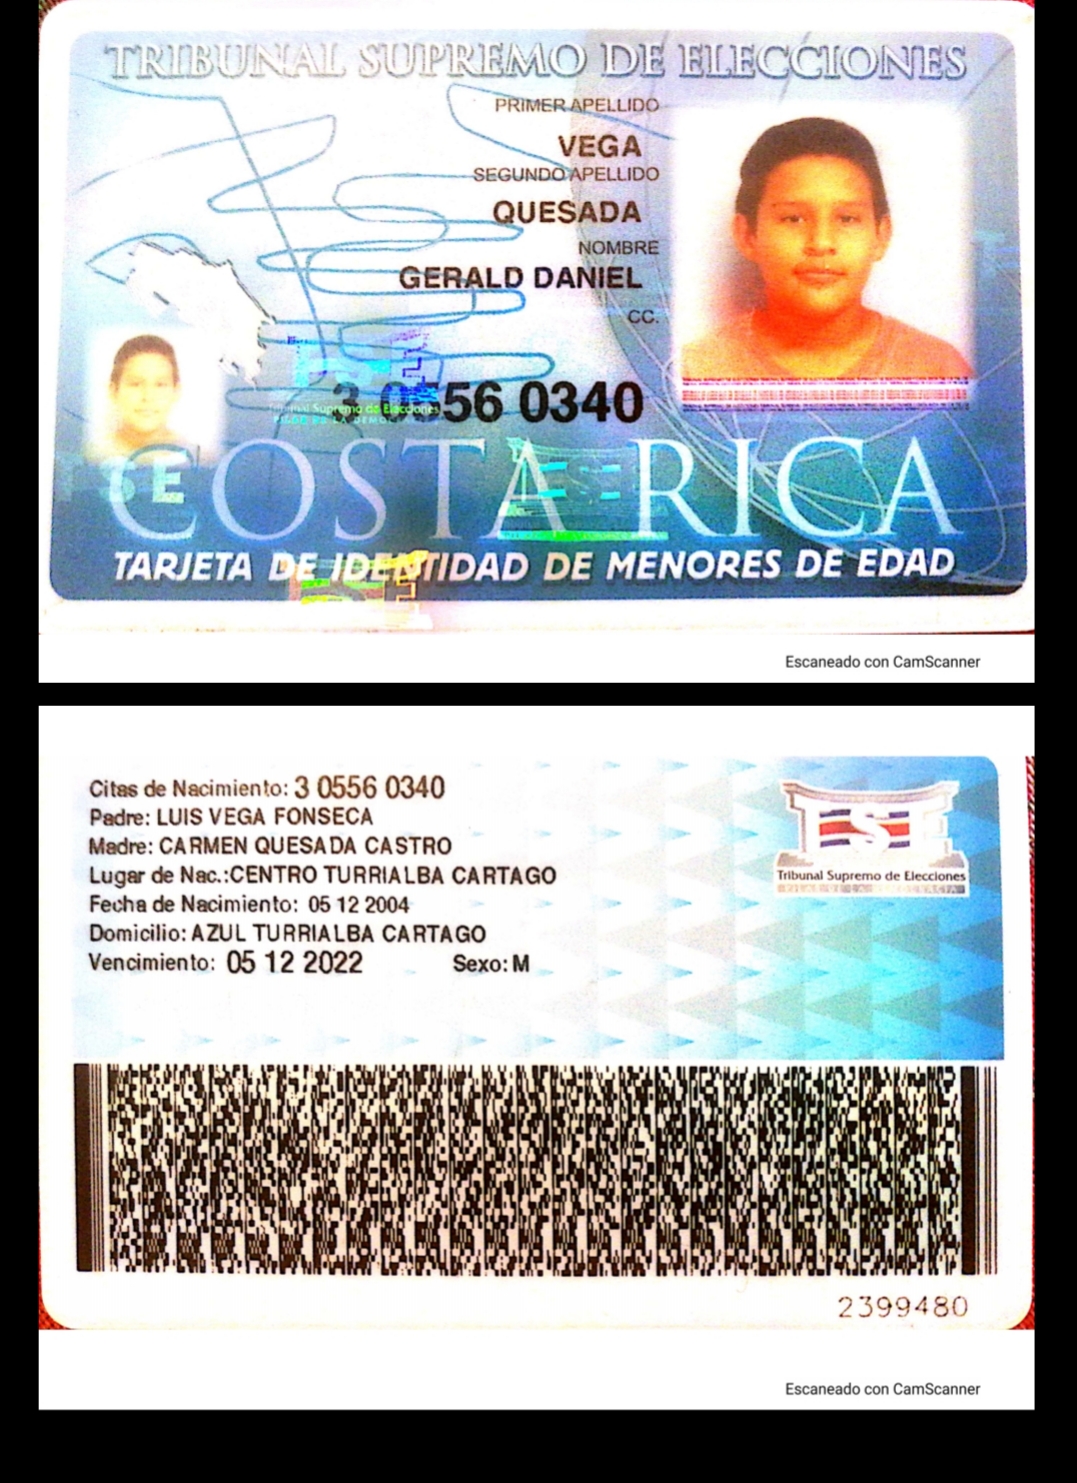 TRIBUNAL SUPREMO DE ELECCIONES
PRIMER APELLIDO
VEGA
SEGUNDO APELLIDO
QUESADA
NOMBRE
GERALD DANIEL
CC.
3 0556 0340
Tribunal Supremo de Elecciones
COSTA RICA
TARJETA DE IDENTIDAD DE MENORES DE EDAD
Escaneado con CamScanner
Citas de Nacimiento: 3 0556 0340
Padre: LUIS VEGA FONSECA
Madre: CARMEN QUESADA CASTRO
Lugar de Nac.:CENTRO TURRIALBA CARTAGO
Fecha de Nacimiento: 05 12 2004
Domicilio: AZUL TURRIALBA CARTAGO
Vencimiento: 05 12 2022 Sexo: M
TSE
Tribunal Supremo de Elecciones
2399480
Escaneado con CamScanner